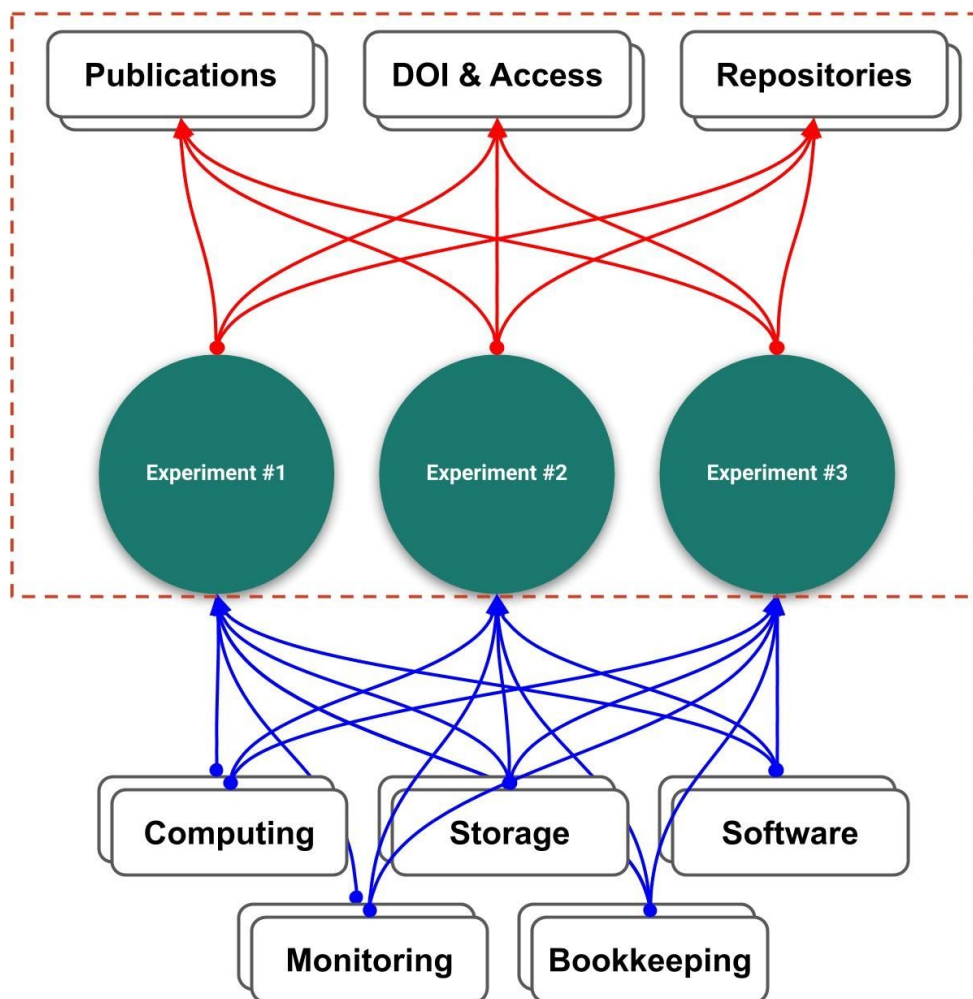 Publications
DOI & Access
Repositories
Experiment #1
Experiment #2
Experiment #3
Computing
Storage
Software
Monitoring
Bookkeeping